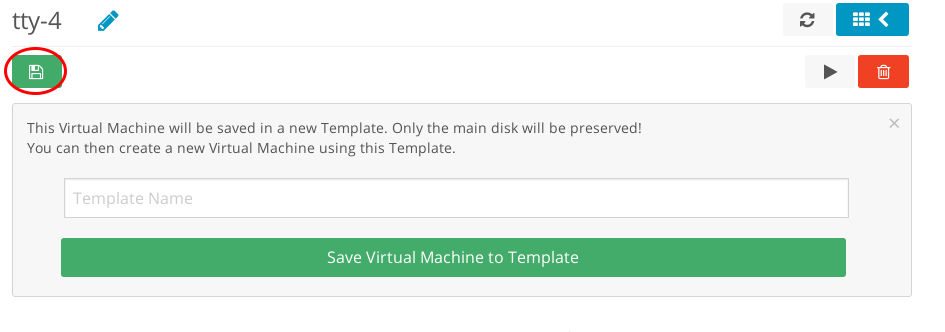 tty-4
This Virtual Machine will be saved in a new Template. Only the main disk will be preserved!
You can then create a new Virtual Machine using this Template.
Template Name
Save Virtual Machine to Template